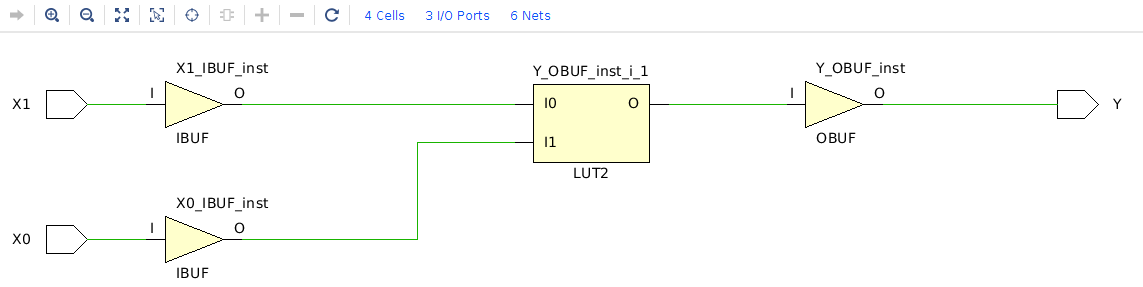 4 Cells 3 I/O Ports 6 Nets
X1_IBUF_inst
Y_OBUF_inst_i_1
Y_OBUF_inst
X1 I O I0 O I O Y
IBUF
I1
OBUF
LUT2
X0_IBUF_inst
X0 I O
IBUF